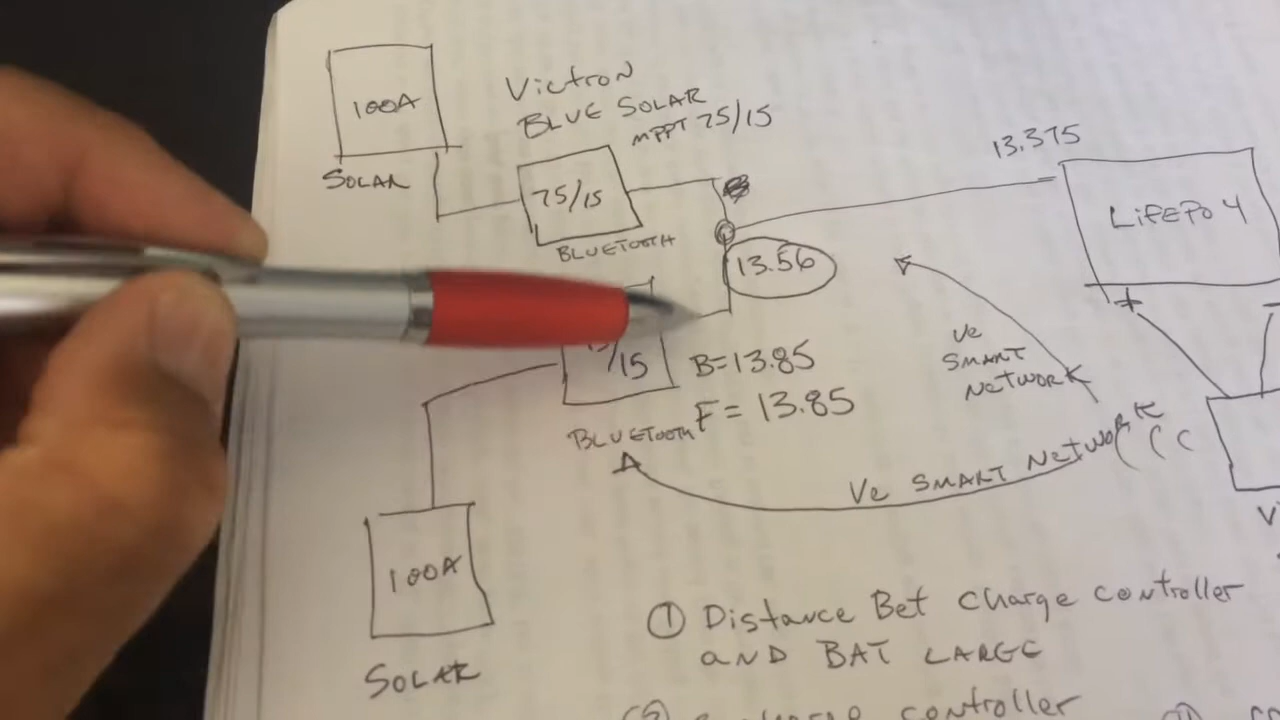 100A
SOLAR
Victron
BLUE SOLAR
MPPT 75/15
75/15
BLUETOOTH
13.375
LiFEPO4
13.56
+
-
/15
B=13.85
F=13.85
BLUETOOTH
Ve
SMART
NETWORK
Ve SMART NETWORK
100A
SOLAR
① Distance Bet charge controller
AND BAT LARGE
controller